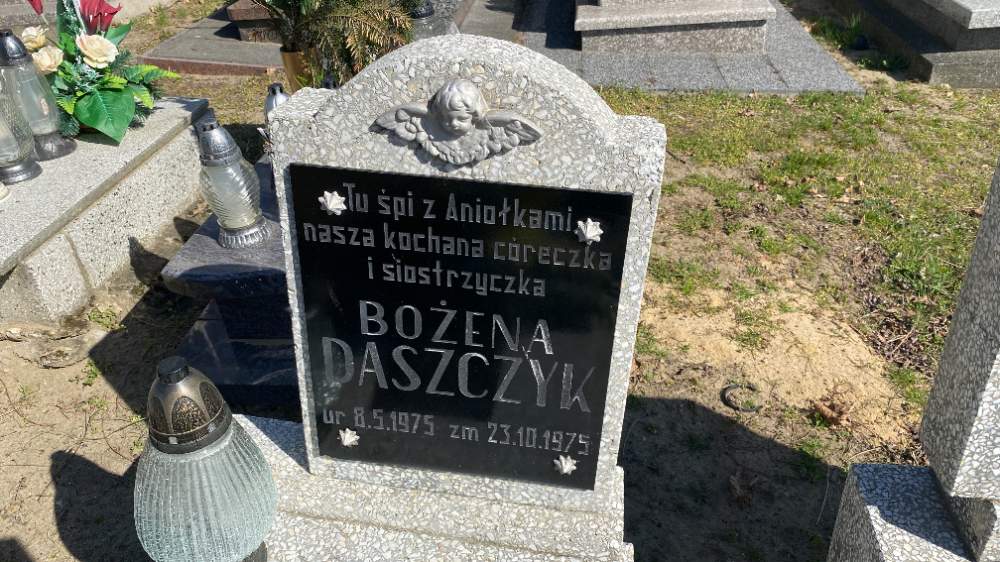 Tu śpi z Aniołkami
nasza kochana córeczka
i siostrzyczka
BOŻENA
DASZCZYK
ur 8.5.1975 zm 23.10.1975